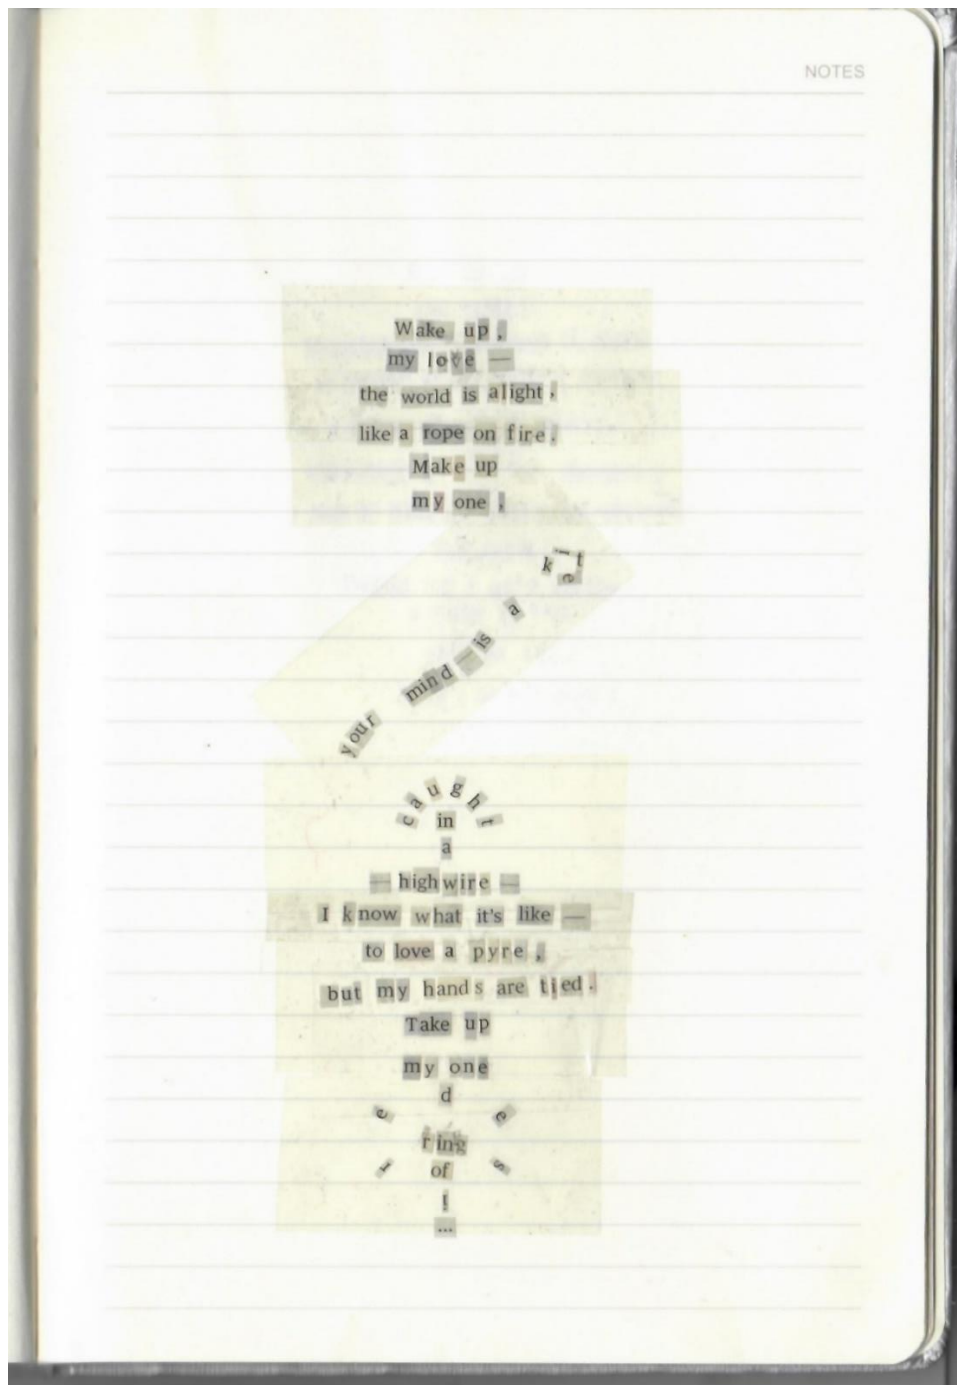 NOTES
Wake up,
my love —
the world is alight,
like a rope on fire.
Make up
my one,
your mind — is a kite
caught
in
a
— highwire —
I know what it's like —
to love a pyre,
but my hands are tied.
Take up
my one
desire
ring
of
...